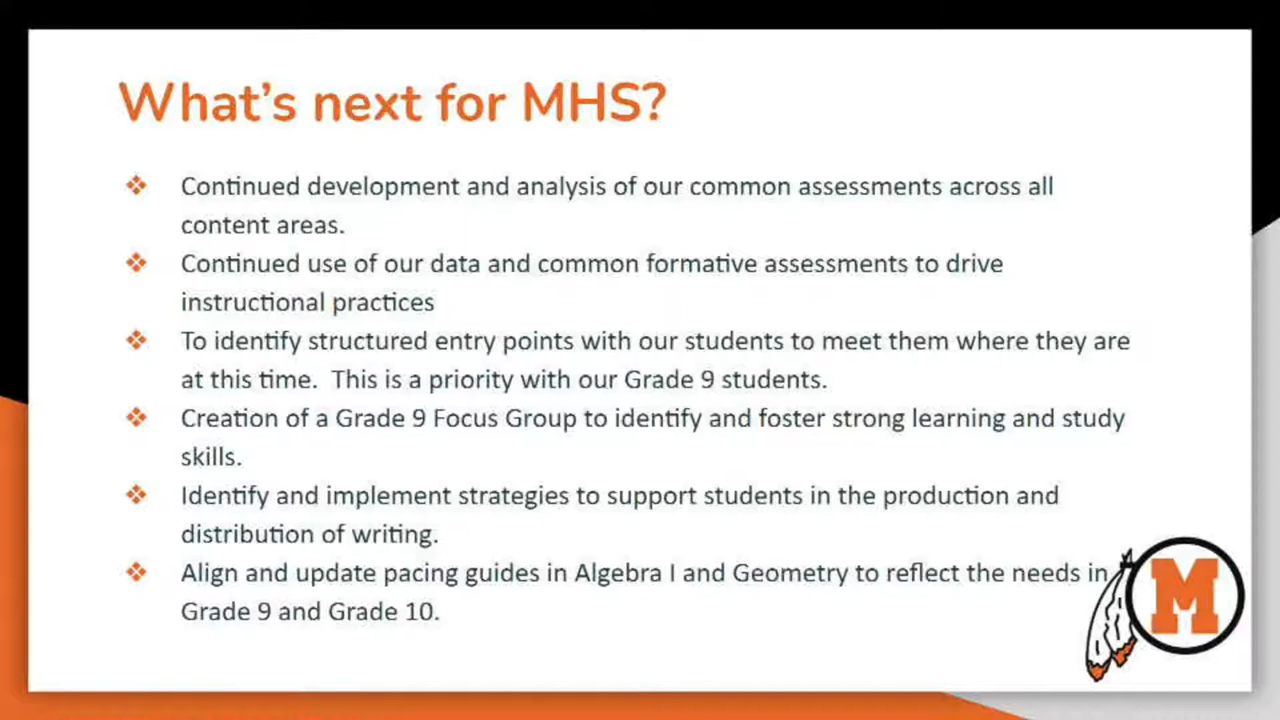 What's next for MHS?
❖ Continued development and analysis of our common assessments across all
content areas.
❖ Continued use of our data and common formative assessments to drive
instructional practices
❖ To identify structured entry points with our students to meet them where they are
at this time.  This is a priority with our Grade 9 students.
❖ Creation of a Grade 9 Focus Group to identify and foster strong learning and study
skills.
❖ Identify and implement strategies to support students in the production and
distribution of writing.
❖ Align and update pacing guides in Algebra I and Geometry to reflect the needs in
Grade 9 and Grade 10.
M